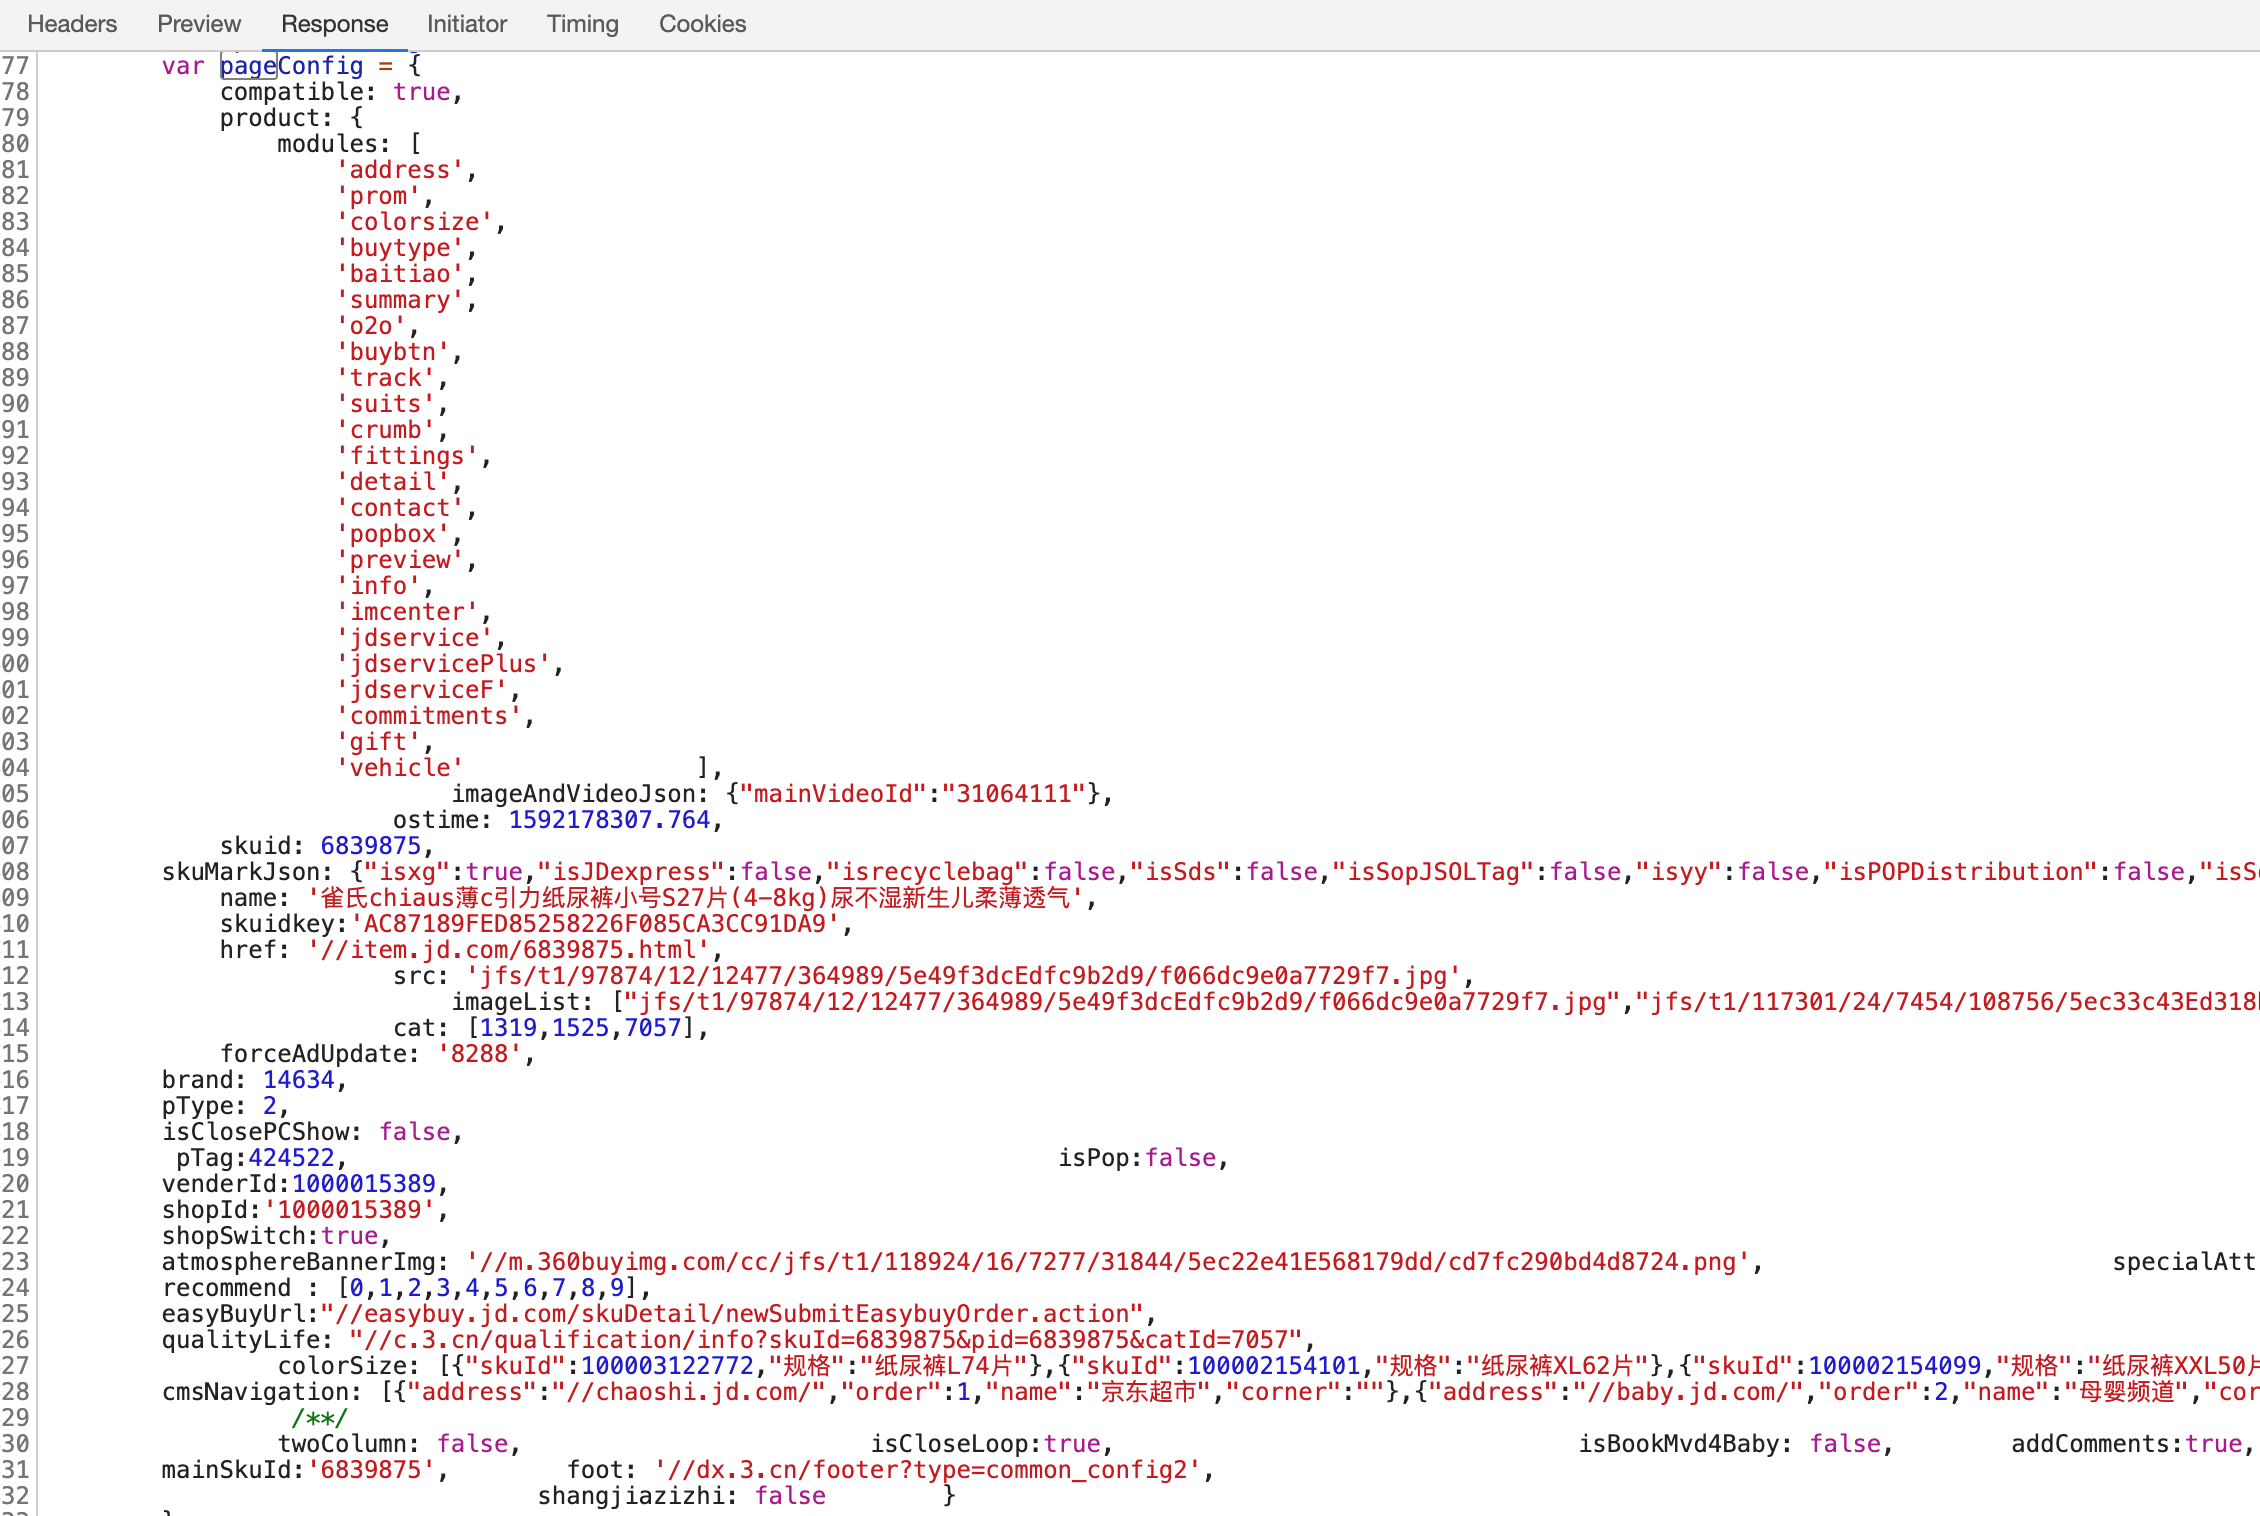 Headers Preview Response Initiator Timing Cookies
77 var pageConfig = {
78 compatible: true,
79 product: {
80 modules: [
81 'address',
82 'prom',
83 'colorsize',
84 'buytype',
85 'baitiao',
86 'summary',
87 'o2o',
88 'buybtn',
89 'track',
90 'suits',
91 'crumb',
92 'fittings',
93 'detail',
94 'contact',
95 'popbox',
96 'preview',
97 'info',
98 'imcenter',
99 'jdservice',
00 'jdservicePlus',
01 'jdserviceF',
02 'commitments',
03 'gift',
04 'vehicle' ],
05 imageAndVideoJson: {"mainVideoId":"31064111"},
06 ostime: 1592178307.764,
07 skuid: 6839875,
08 skuMarkJson: {"isxg":true,"isJDexpress":false,"isrecyclebag":false,"isSds":false,"isSopJSOLTag":false,"isyy":false,"isPOPDistribution":false,"isS
09 name: '雀氏chiaus薄c引力纸尿裤小号S27片(4-8kg)尿不湿新生儿柔薄透气',
10 skuidkey:'AC87189FED85258226F085CA3CC91DA9',
11 href: '//item.jd.com/6839875.html',
12 src: 'jfs/t1/97874/12/12477/364989/5e49f3dcEdfc9b2d9/f066dc9e0a7729f7.jpg',
13 imageList: ["jfs/t1/97874/12/12477/364989/5e49f3dcEdfc9b2d9/f066dc9e0a7729f7.jpg","jfs/t1/117301/24/7454/108756/5ec33c43Ed318
14 cat: [1319,1525,7057],
15 forceAdUpdate: '8288',
16 brand: 14634,
17 pType: 2,
18 isClosePCShow: false,
19 pTag:424522, isPop:false,
20 venderId:1000015389,
21 shopId:'1000015389',
22 shopSwitch:true,
23 atmosphereBannerImg: '//m.360buyimg.com/cc/jfs/t1/118924/16/7277/31844/5ec22e41E568179dd/cd7fc290bd4d8724.png', specialAtt
24 recommend : [0,1,2,3,4,5,6,7,8,9],
25 easyBuyUrl:"//easybuy.jd.com/skuDetail/newSubmitEasybuyOrder.action",
26 qualityLife: "//c.3.cn/qualification/info?skuId=6839875&pid=6839875&catId=7057",
27 colorSize: [{"skuId":100003122772,"规格":"纸尿裤L74片"},{"skuId":100002154101,"规格":"纸尿裤XL62片"},{"skuId":100002154099,"规格":"纸尿裤XXL50片
28 cmsNavigation: [{"address":"//chaoshi.jd.com/","order":1,"name":"京东超市","corner":""},{"address":"//baby.jd.com/","order":2,"name":"母婴频道","cor
29 /**/
30 twoColumn: false, isCloseLoop:true, isBookMvd4Baby: false, addComments:true,
31 mainSkuId:'6839875', foot: '//dx.3.cn/footer?type=common_config2',
32 shangjiazizhi: false }